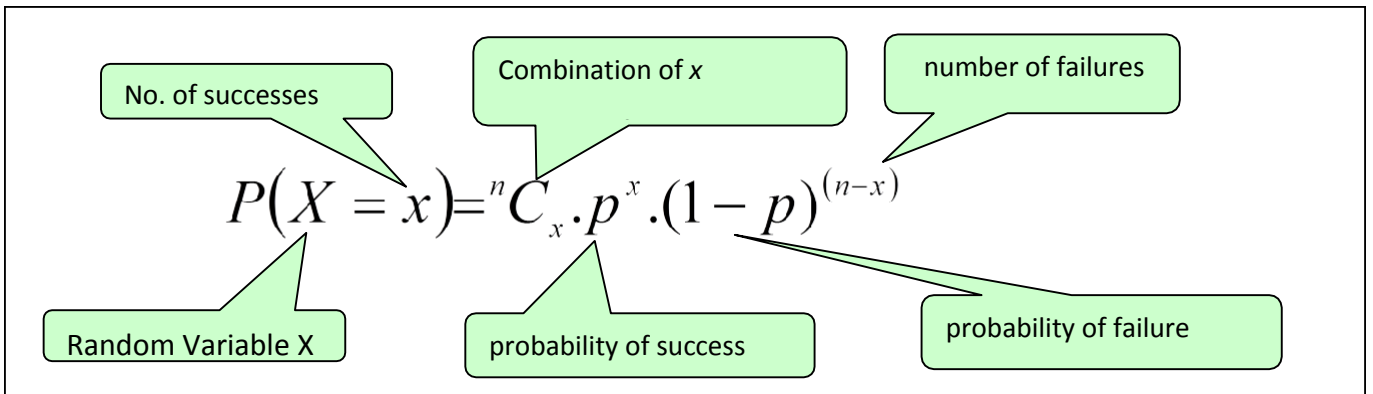 No. of successes
Combination of x
number of failures
P(X = x)=ⁿCₓ.pˣ.(1 − p)⁽ⁿ⁻ˣ⁾
Random Variable X
probability of success
probability of failure